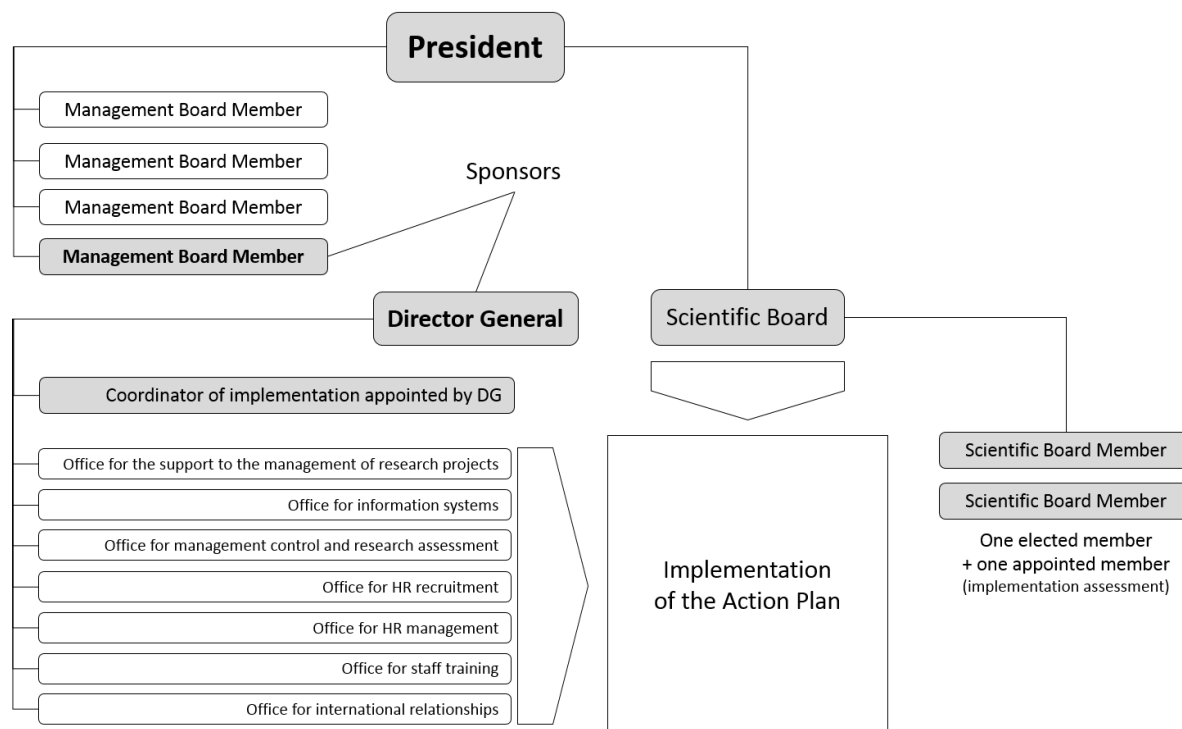 President
Management Board Member
Management Board Member
Management Board Member
Management Board Member
Sponsors
Director General
Scientific Board
Coordinator of implementation appointed by DG
Office for the support to the management of research projects
Office for information systems
Office for management control and research assessment
Office for HR recruitment
Office for HR management
Office for staff training
Office for international relationships
Implementation
of the Action Plan
Scientific Board Member
Scientific Board Member
One elected member
+ one appointed member
(implementation assessment)